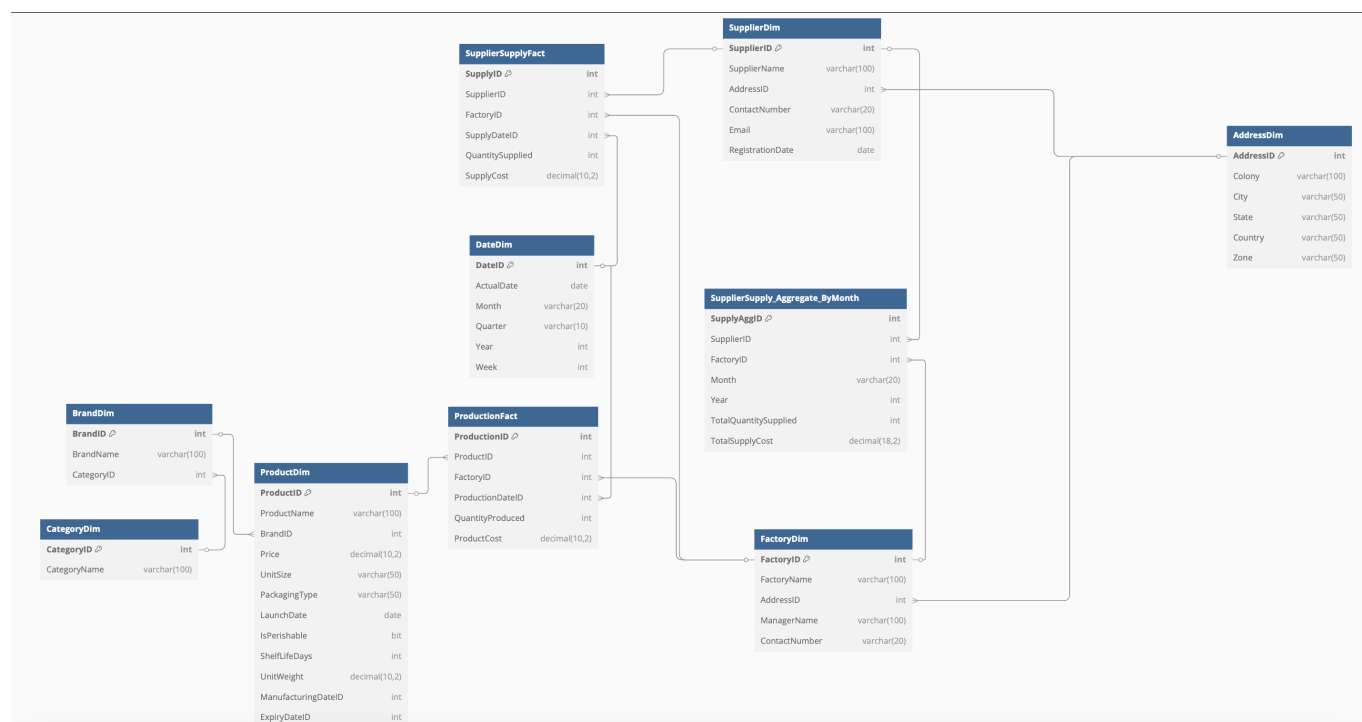 SupplierSupplyFact
SupplyID int
SupplierID int
FactoryID int
SupplyDateID int
QuantitySupplied int
SupplyCost decimal(10,2)
SupplierDim
SupplierID int
SupplierName varchar(100)
AddressID int
ContactNumber varchar(20)
Email varchar(100)
RegistrationDate date
AddressDim
AddressID int
Colony varchar(100)
City varchar(50)
State varchar(50)
Country varchar(50)
Zone varchar(50)
DateDim
DateID int
ActualDate date
Month varchar(20)
Quarter varchar(10)
Year int
Week int
SupplierSupply_Aggregate_ByMonth
SupplyAggID int
SupplierID int
FactoryID int
Month varchar(20)
Year int
TotalQuantitySupplied int
TotalSupplyCost decimal(18,2)
BrandDim
BrandID int
BrandName varchar(100)
CategoryID int
CategoryDim
CategoryID int
CategoryName varchar(100)
ProductDim
ProductID int
ProductName varchar(100)
BrandID int
Price decimal(10,2)
UnitSize varchar(50)
PackagingType varchar(50)
LaunchDate date
IsPerishable bit
ShelfLifeDays int
UnitWeight decimal(10,2)
ManufacturingDateID int
ExpiryDateID int
ProductionFact
ProductionID int
ProductID int
FactoryID int
ProductionDateID int
QuantityProduced int
ProductCost decimal(10,2)
FactoryDim
FactoryID int
FactoryName varchar(100)
AddressID int
ManagerName varchar(100)
ContactNumber varchar(20)